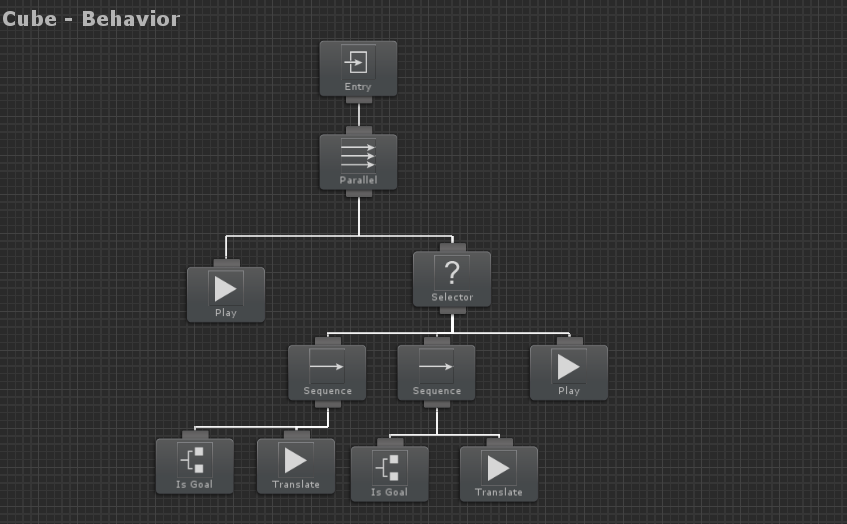 Cube - Behavior
Entry
Parallel
?
Selector
Play
Sequence
Sequence
Play
Is Goal
Translate
Is Goal
Translate